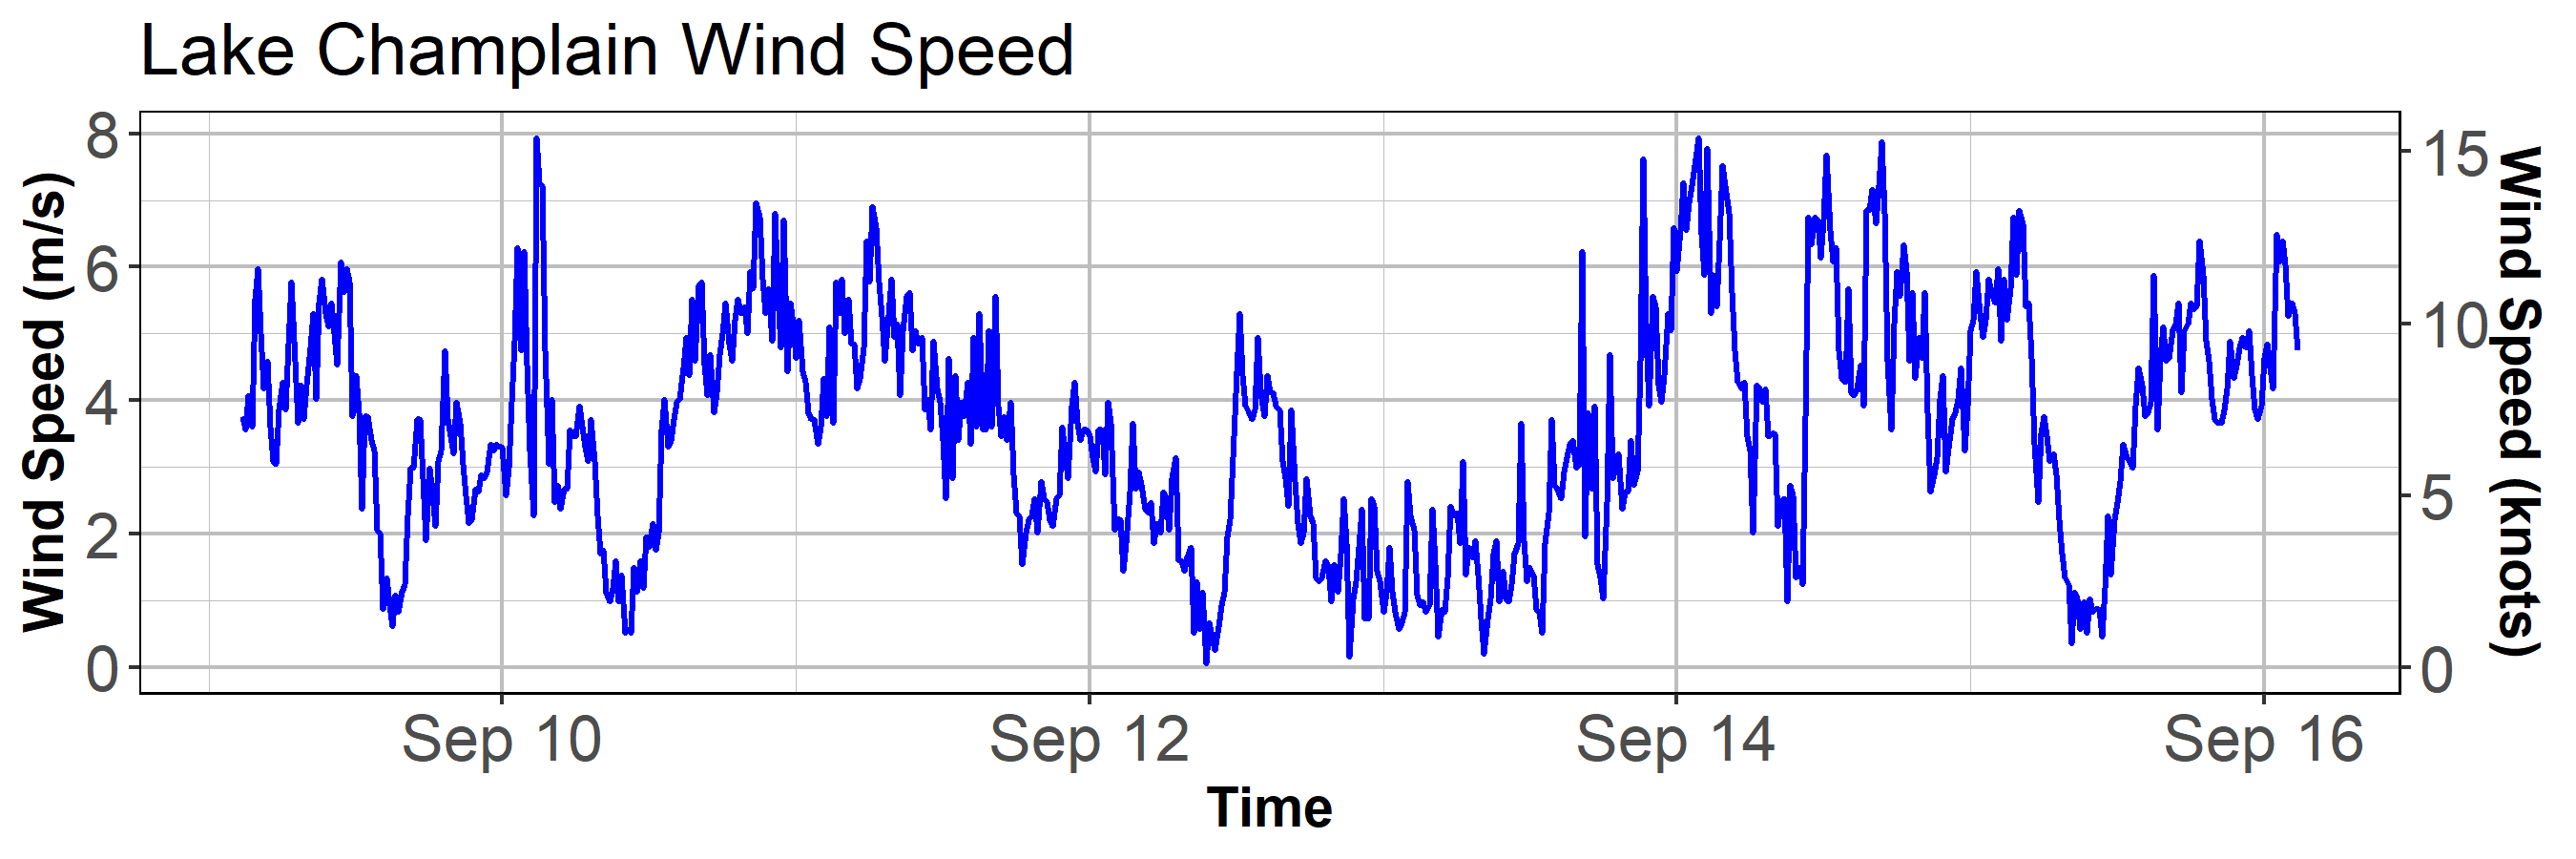 Lake Champlain Wind Speed
Wind Speed (m/s)
8
6
4
2
0
15
10
5
0
Wind Speed (knots)
Sep 10 Sep 12 Sep 14 Sep 16
Time